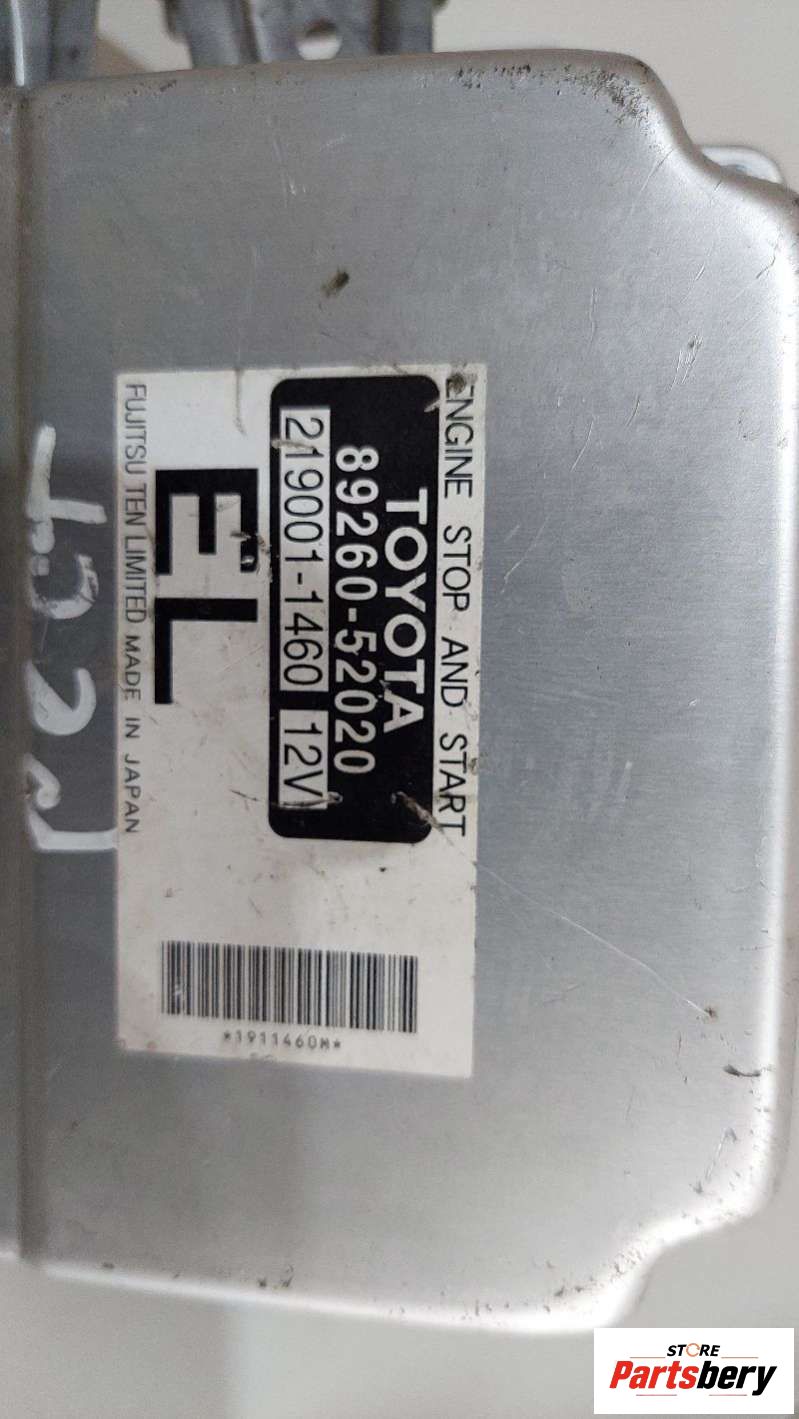 ENGINE STOP AND START
TOYOTA
89260-52020
219001-1460 12V
EL
FUJITSU TEN LIMITED MADE IN JAPAN
*1911460M*
STORE
Partsbery